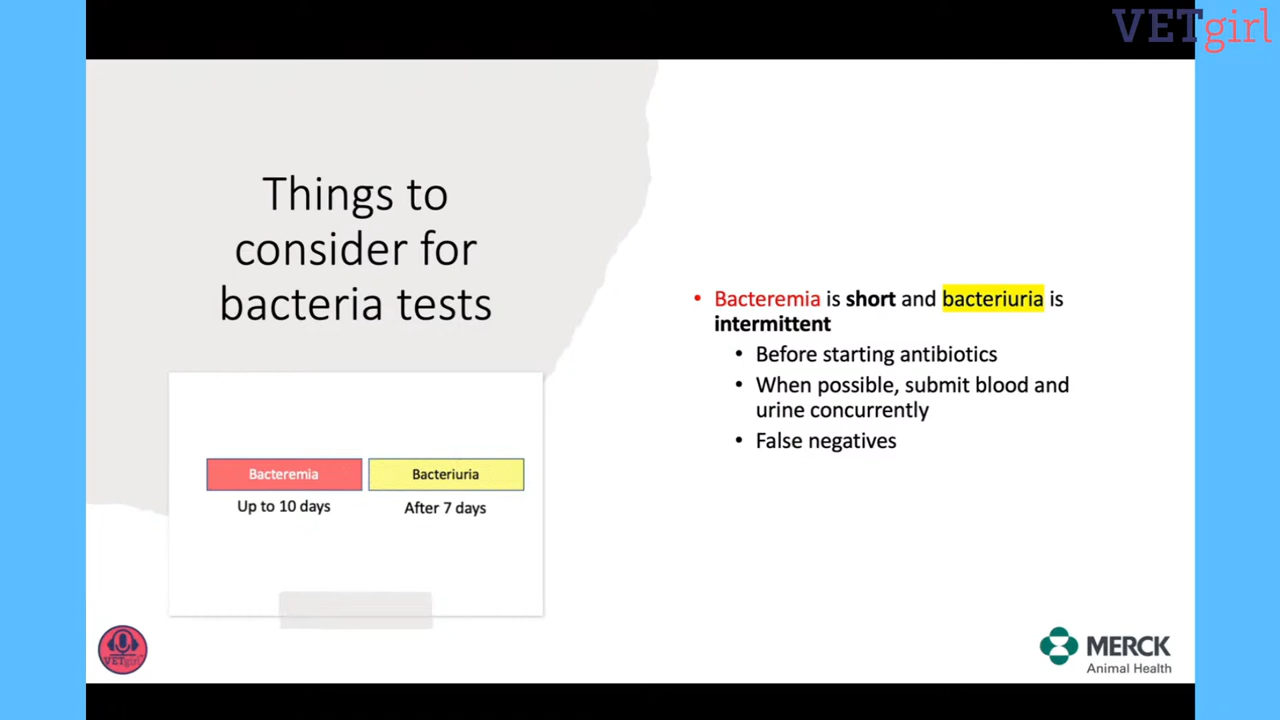 VETgirl
Things to
consider for
bacteria tests
• Bacteremia is short and bacteriuria is
intermittent
• Before starting antibiotics
• When possible, submit blood and
urine concurrently
• False negatives
Bacteremia
Bacteriuria
Up to 10 days
After 7 days
VETgirl
MERCK
Animal Health